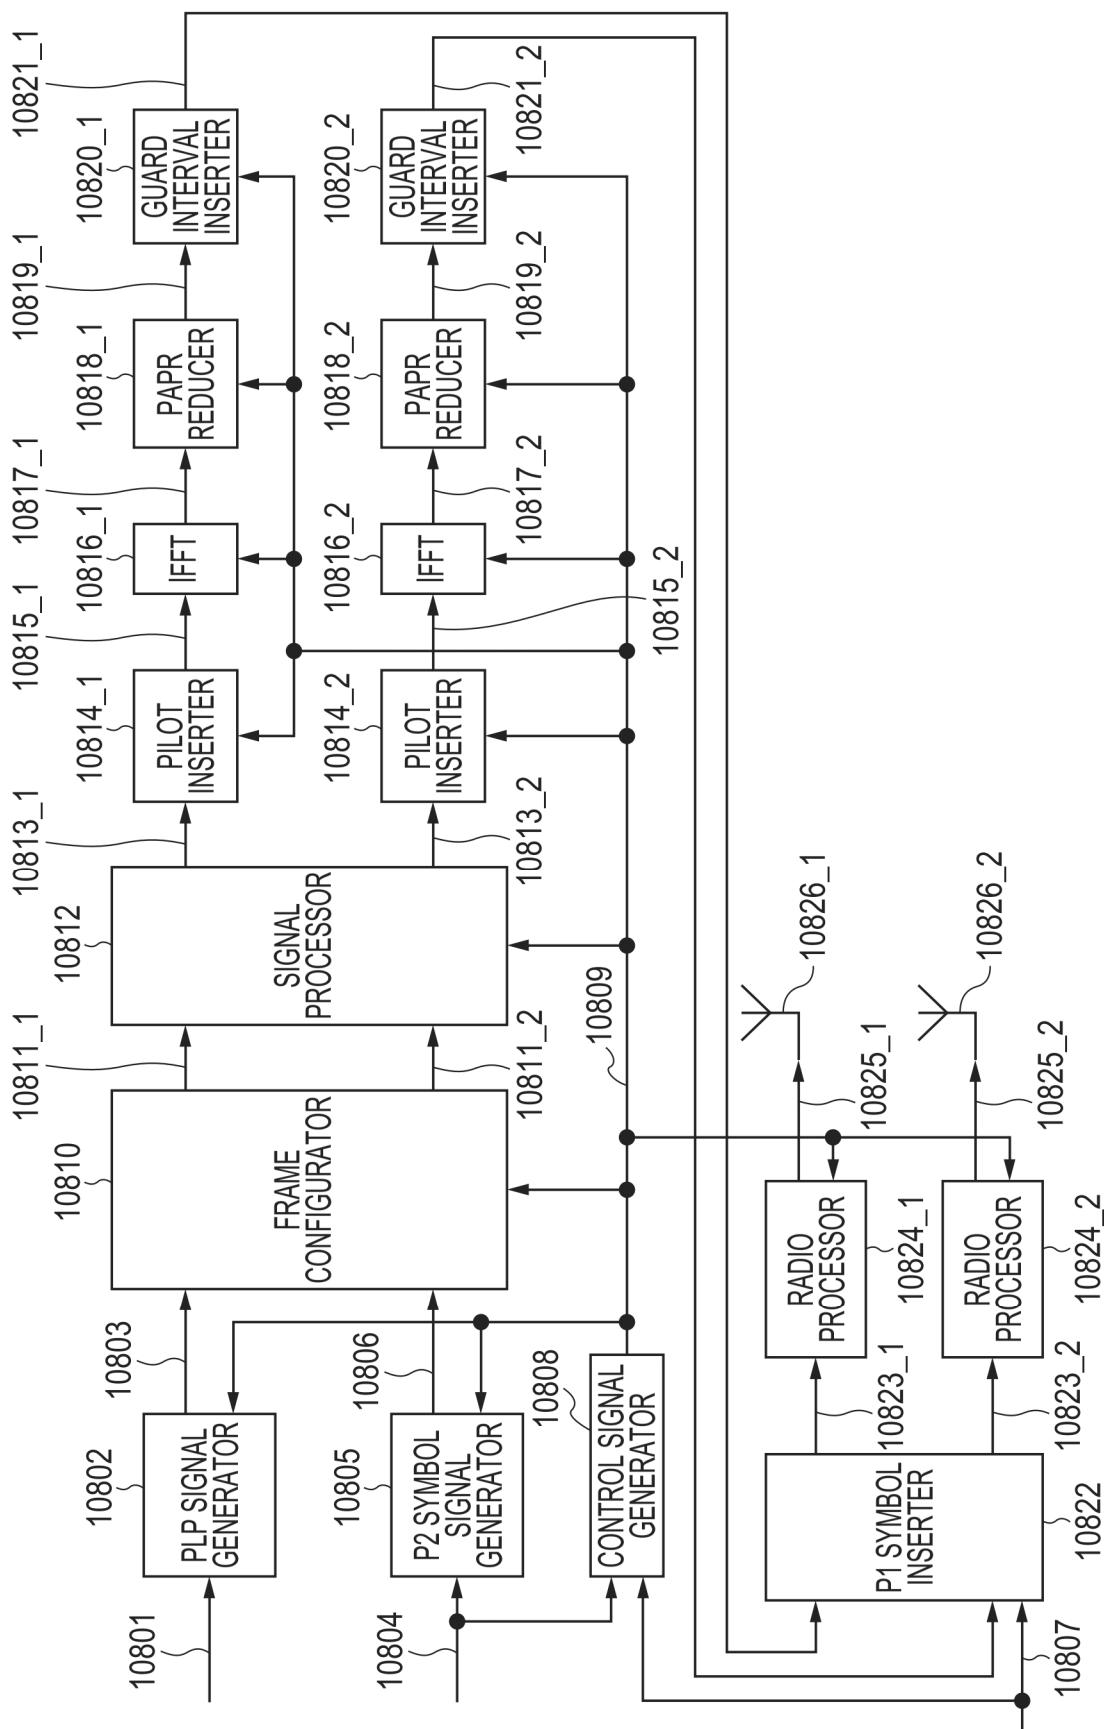 10801
10802
PLP SIGNAL
GENERATOR
10803
10804
10805
P2 SYMBOL
SIGNAL
GENERATOR
10806
10808
CONTROL SIGNAL
GENERATOR
10809
10810
FRAME
CONFIGURATOR
10811_1
10811_2
10812
SIGNAL
PROCESSOR
10813_1
10813_2
10814_1
PILOT
INSERTER
10815_1
10816_1
IFFT
10817_1
10818_1
PAPR
REDUCER
10819_1
10820_1
GUARD
INTERVAL
INSERTER
10821_1
10814_2
PILOT
INSERTER
10815_2
10816_2
IFFT
10817_2
10818_2
PAPR
REDUCER
10819_2
10820_2
GUARD
INTERVAL
INSERTER
10821_2
10807
P1 SYMBOL
INSERTER
10822
10823_1
10823_2
RADIO
PROCESSOR
10824_1
10825_1
10826_1
RADIO
PROCESSOR
10824_2
10825_2
10826_2